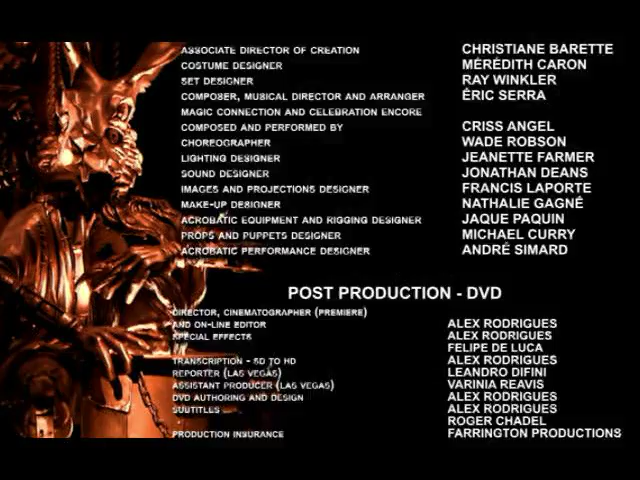 ASSOCIATE DIRECTOR OF CREATION CHRISTIANE BARETTE
COSTUME DESIGNER MÉRÉDITH CARON
SET DESIGNER RAY WINKLER
COMPOSER, MUSICAL DIRECTOR AND ARRANGER ÉRIC SERRA
MAGIC CONNECTION AND CELEBRATION ENCORE
COMPOSED AND PERFORMED BY CRISS ANGEL
CHOREOGRAPHER WADE ROBSON
LIGHTING DESIGNER JEANETTE FARMER
SOUND DESIGNER JONATHAN DEANS
IMAGES AND PROJECTIONS DESIGNER FRANCIS LAPORTE
MAKE-UP DESIGNER NATHALIE GAGNÉ
ACROBATIC EQUIPMENT AND RIGGING DESIGNER JAQUE PAQUIN
PROPS AND PUPPETS DESIGNER MICHAEL CURRY
ACROBATIC PERFORMANCE DESIGNER ANDRÉ SIMARD
POST PRODUCTION - DVD
DIRECTOR, CINEMATOGRAPHER (PREMIERE)
AND ON-LINE EDITOR ALEX RODRIGUES
SPECIAL EFFECTS ALEX RODRIGUES
FELIPE DE LUCA
TRANSCRIPTION - SD TO HD ALEX RODRIGUES
REPORTER (LAS VEGAS) LEANDRO DIFINI
ASSISTANT PRODUCER (LAS VEGAS) VARINIA REAVIS
DVD AUTHORING AND DESIGN ALEX RODRIGUES
SUBTITLES ALEX RODRIGUES
ROGER CHADEL
PRODUCTION INSURANCE FARRINGTON PRODUCTIONS